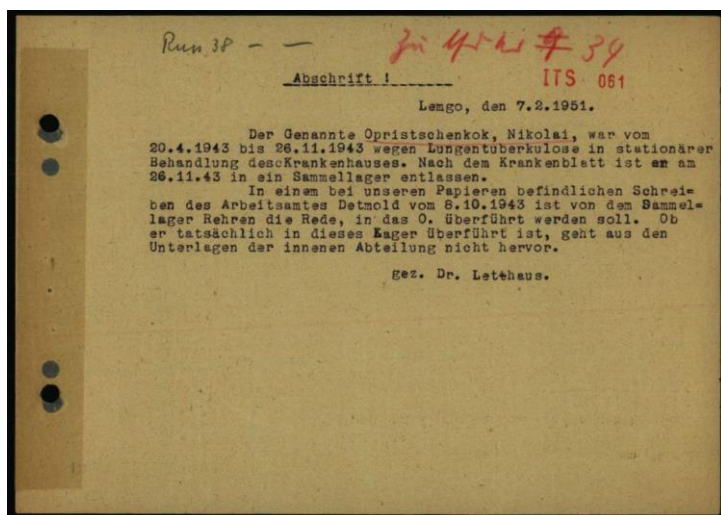 Run 38 - -
zu 39
ITS 061
Abschrift !
Lemgo, den 7.2.1951.
Der Genannte Opristschenkok, Nikolai, war vom
20.4.1943 bis 26.11.1943 wegen Lungentuberkulose in stationärer
Behandlung descKrankenhauses. Nach dem Krankenblatt ist er am
26.11.43 in ein Sammellager entlassen.
In einem bei unseren Papieren befindlichen Schrei=
ben des Arbeitsamtes Detmold vom 8.10.1943 ist von dem Sammel=
lager Rehren die Rede, in das O. überführt werden soll. Ob
er tatsächlich in dieses Lager überführt ist, geht aus den
Unterlagen der innenen Abteilung nicht hervor.
gez. Dr. Letthaus.